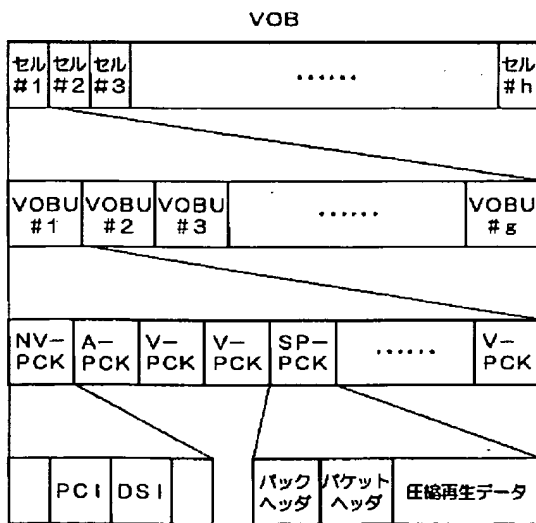 VOB
セル #1 セル #2 セル #3 ...... セル #h
VOBU #1 VOBU #2 VOBU #3 ...... VOBU #g
NV-PCK A-PCK V-PCK V-PCK SP-PCK ...... V-PCK
PCI DSI パックヘッダ パケットヘッダ 圧縮再生データ